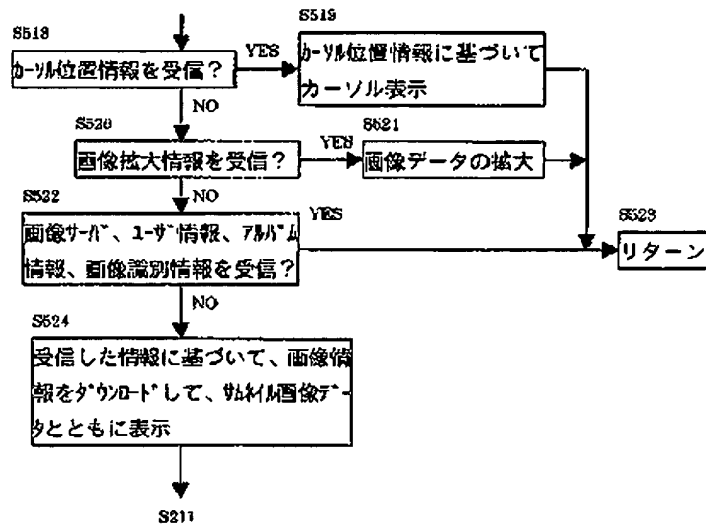 S518
カーソル位置情報を受信？
YES
S519
カーソル位置情報に基づいて
カーソル表示
NO
S520
画像拡大情報を受信？
YES
S521
画像データの拡大
NO
S522
画像サーバ、ユーザ情報、アルバム
情報、画像識別情報を受信？
YES
S523
リターン
NO
S524
受信した情報に基づいて、画像情
報をダウンロードして、サムネイル画像デー
タとともに表示
S211